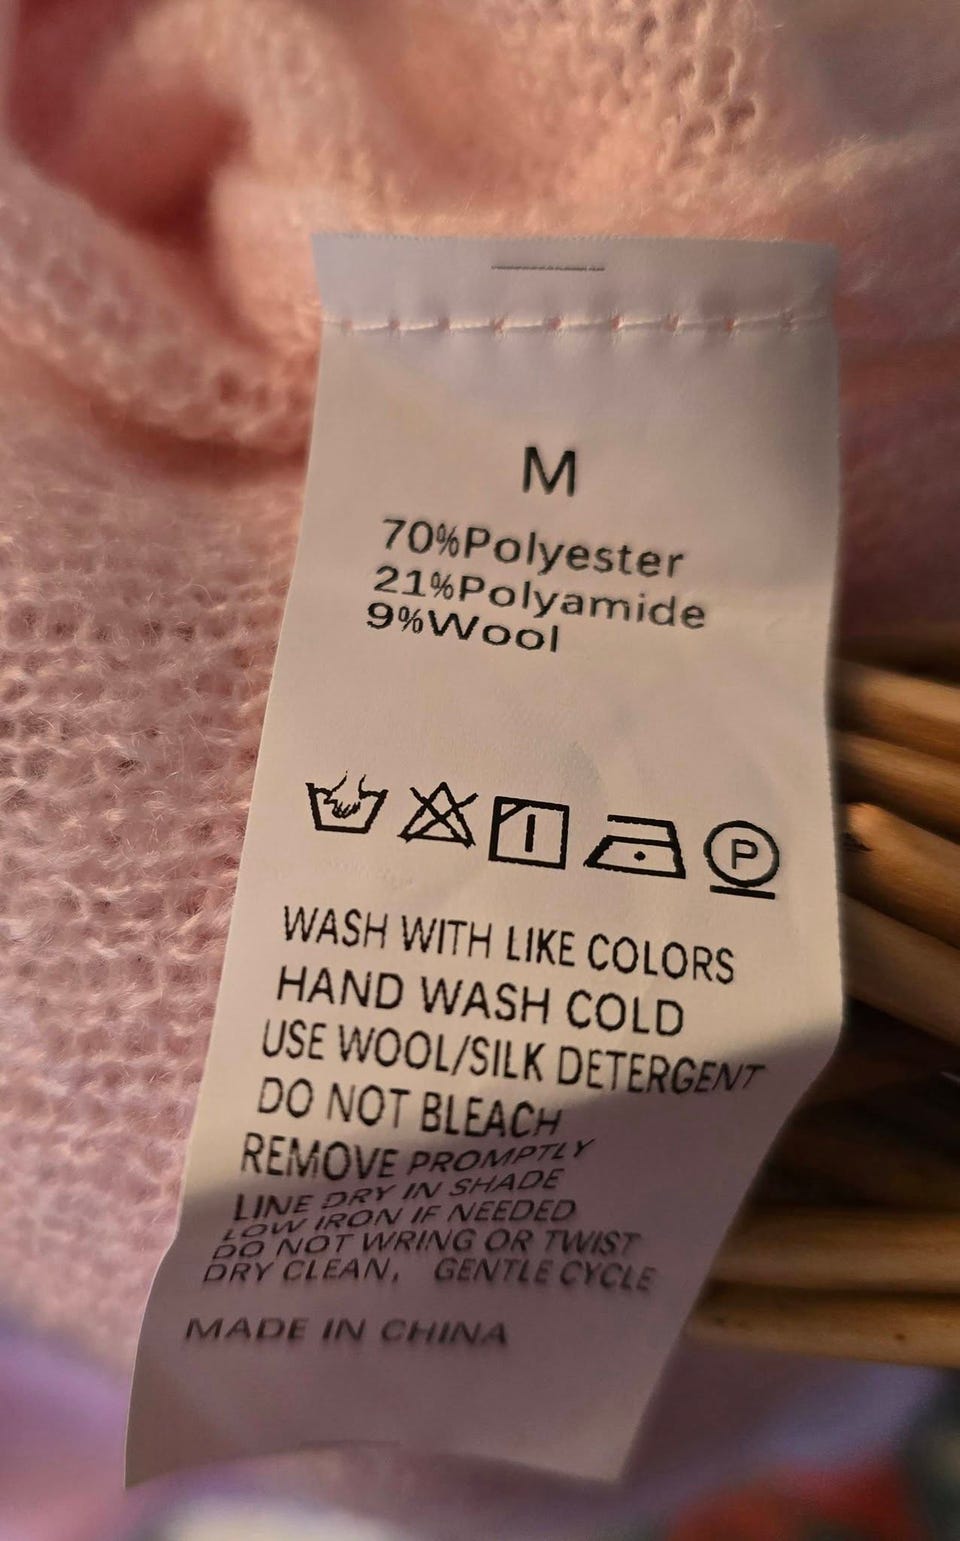 M
70%Polyester
21%Polyamide
9%Wool
P
WASH WITH LIKE COLORS
HAND WASH COLD
USE WOOL/SILK DETERGENT
DO NOT BLEACH
REMOVE PROMPTLY
LINE DRY IN SHADE
LOW IRON IF NEEDED
DO NOT WRING OR TWIST
DRY CLEAN, GENTLE CYCLE
MADE IN CHINA